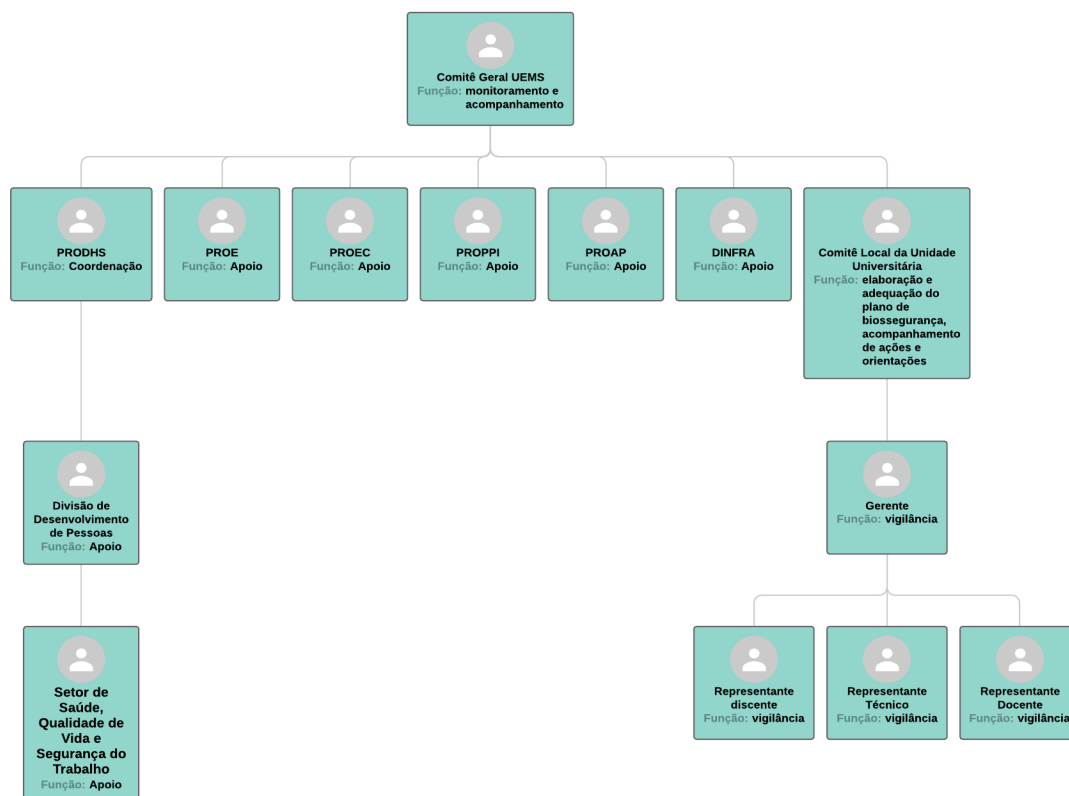 Comitê Geral UEMS
Função: monitoramento e
acompanhamento
PRODHS
Função: Coordenação
PROE
Função: Apoio
PROEC
Função: Apoio
PROPPI
Função: Apoio
PROAP
Função: Apoio
DINFRA
Função: Apoio
Comitê Local da Unidade
Universitária
Função: elaboração e
adequação do
plano de
biossegurança,
acompanhamento
de ações e
orientações
Divisão de
Desenvolvimento
de Pessoas
Função: Apoio
Gerente
Função: vigilância
Setor de
Saúde,
Qualidade de
Vida e
Segurança do
Trabalho
Função: Apoio
Representante
discente
Função: vigilância
Representante
Técnico
Função: vigilância
Representante
Docente
Função: vigilância